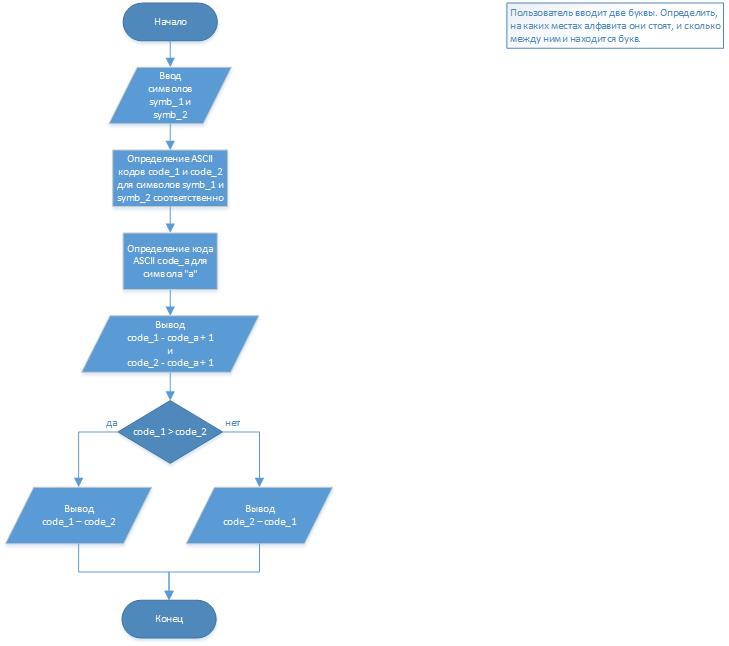 Начало
Пользователь вводит две буквы. Определить,
на каких местах алфавита они стоят, и сколько
между ними находится букв.
Ввод
символов
symb_1 и
symb_2
Определение ASCII
кодов code_1 и code_2
для символов symb_1 и
symb_2 соответственно
Определение кода
ASCII code_a для
символа "a"
Вывод
code_1 - code_a + 1
и
code_2 - code_a + 1
да
нет
code_1 > code_2
Вывод
code_1 – code_2
Вывод
code_2 – code_1
Конец